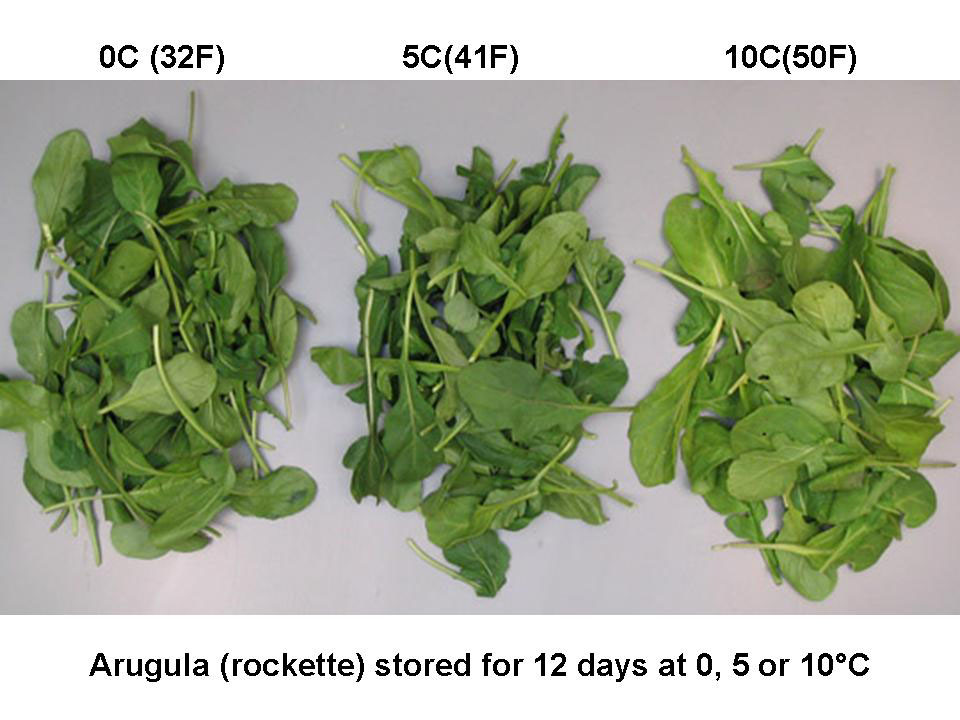 0C (32F) 5C(41F) 10C(50F)
Arugula (rockette) stored for 12 days at 0, 5 or 10°C